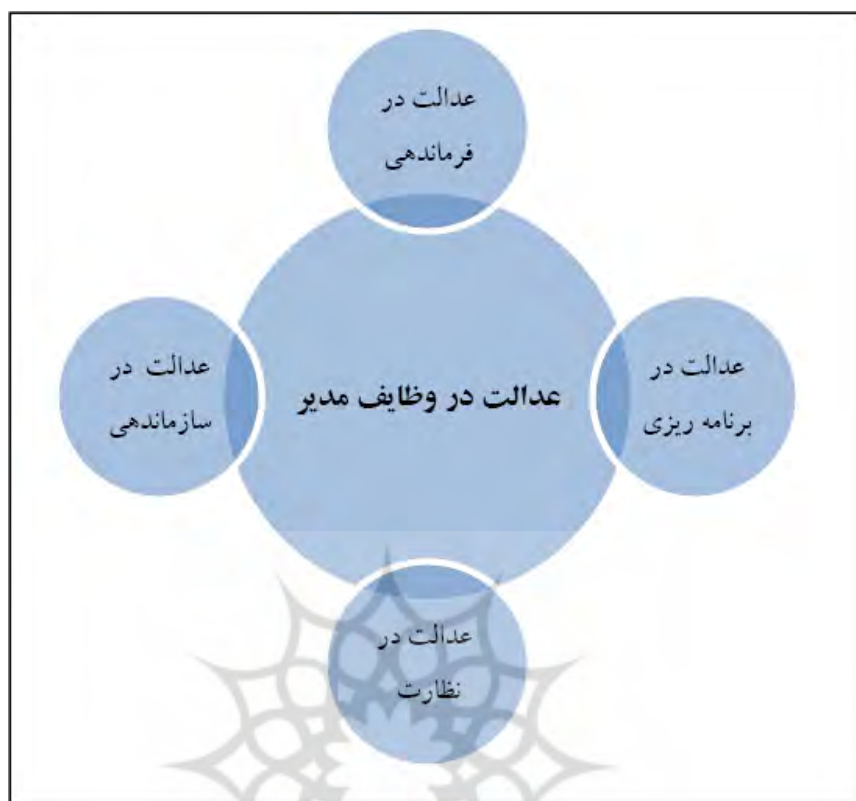 عدالت در
فرماندهی
عدالت در
برنامه ریزی
عدالت در وظایف مدیر
عدالت در
سازماندهی
عدالت در
نظارت